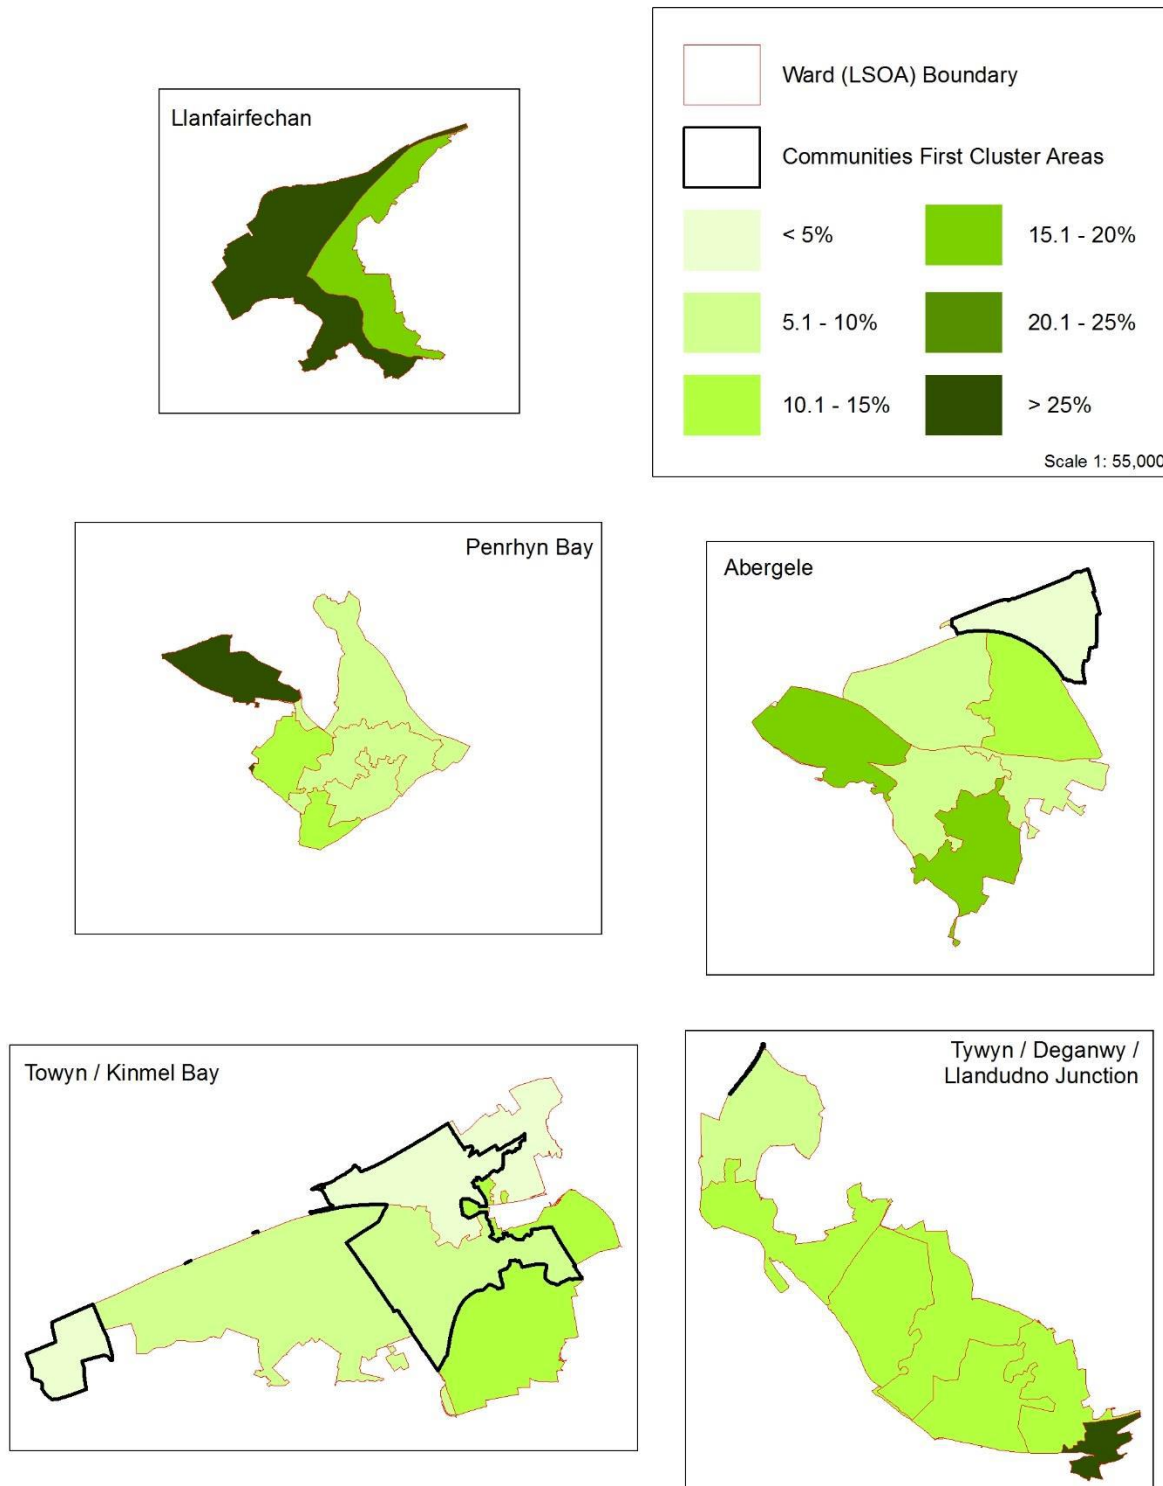 Llanfairfechan
Ward (LSOA) Boundary
Communities First Cluster Areas
< 5%
15.1 - 20%
5.1 - 10%
20.1 - 25%
10.1 - 15%
> 25%
Scale 1: 55,000
Penrhyn Bay
Abergele
Towyn / Kinmel Bay
Tywyn / Deganwy /
Llandudno Junction